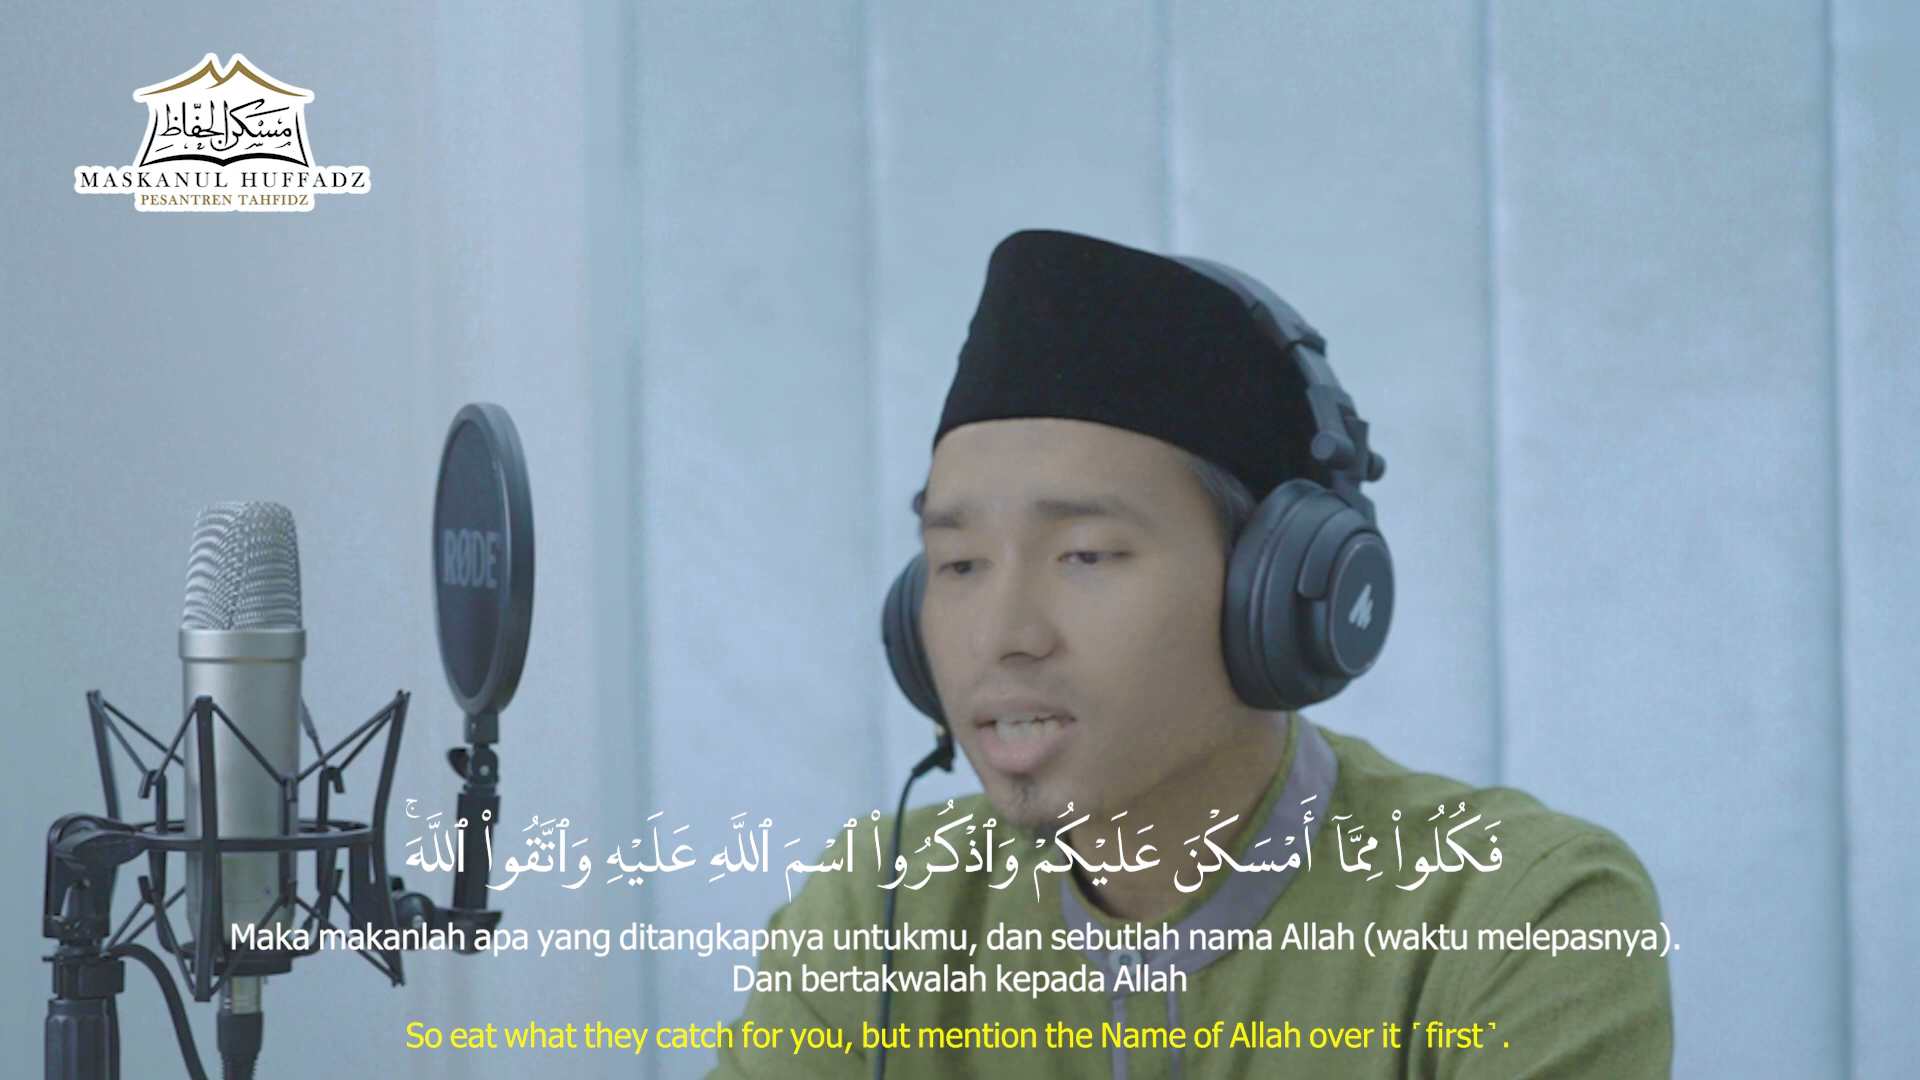 مسكن الحفاظ
MASKANUL HUFFADZ
PESANTREN TAHFIDZ
RØDE
فَكُلُوا۟ مِمَّآ أَمْسَكْنَ عَلَيْكُمْ وَٱذْكُرُوا۟ ٱسْمَ ٱللَّهِ عَلَيْهِ وَٱتَّقُوا۟ ٱللَّهَ ۚ
Maka makanlah apa yang ditangkapnya untukmu, dan sebutlah nama Allah (waktu melepasnya).
Dan bertakwalah kepada Allah
So eat what they catch for you, but mention the Name of Allah over it ˹first˺.